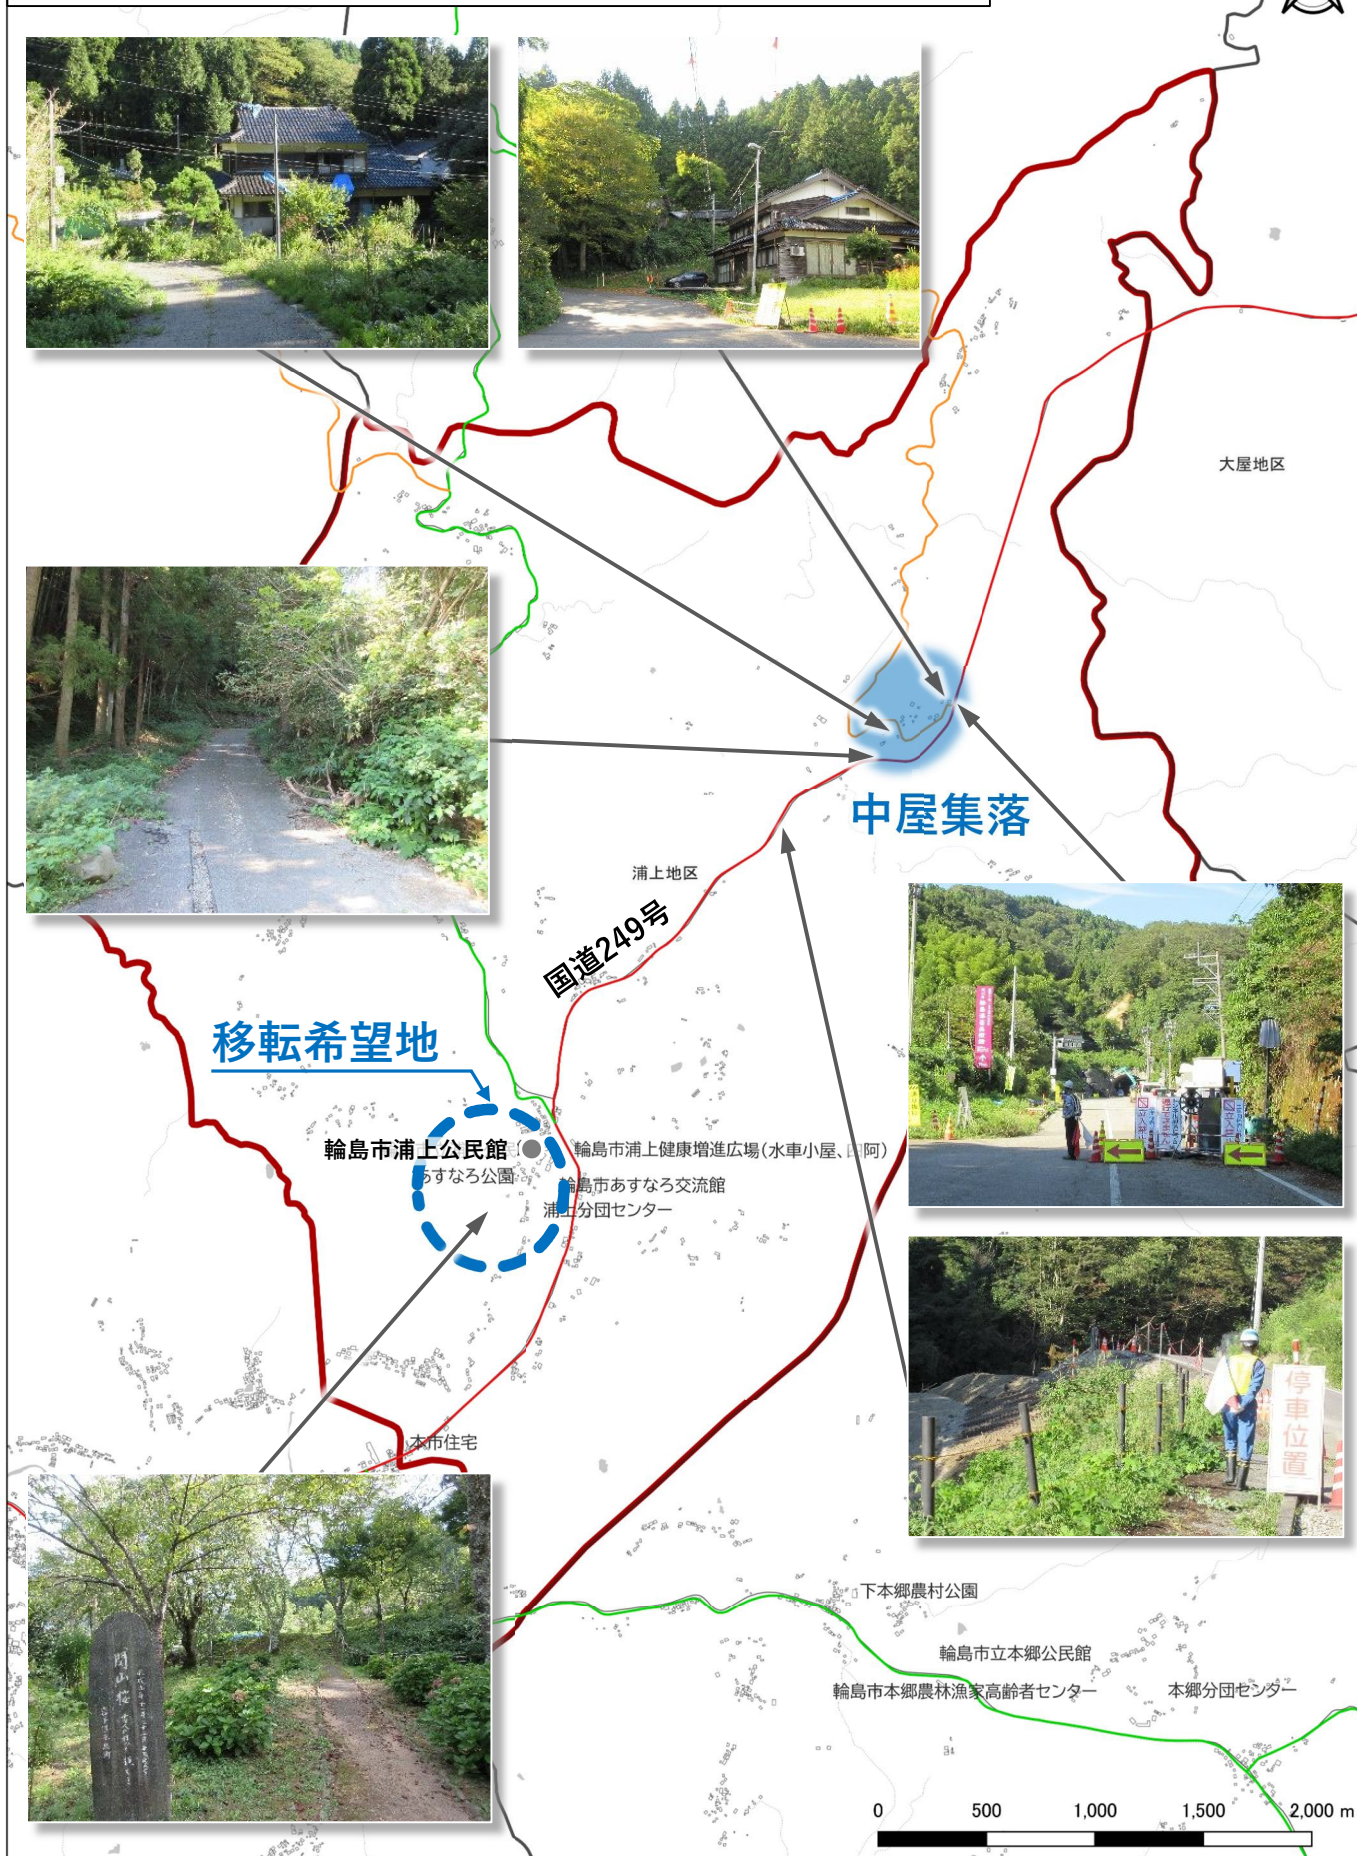 大屋地区
中屋集落
浦上地区
国道249号
移転希望地
輪島市浦上公民館
輪島市浦上健康増進広場(水車小屋、四阿)
あすなろ公園
輪島市あすなろ交流館
浦上分団センター
停車位置
本市住宅
下本郷農村公園
輪島市立本郷公民館
輪島市本郷農林漁家高齢者センター
本郷分団センター
0 500 1,000 1,500 2,000 m